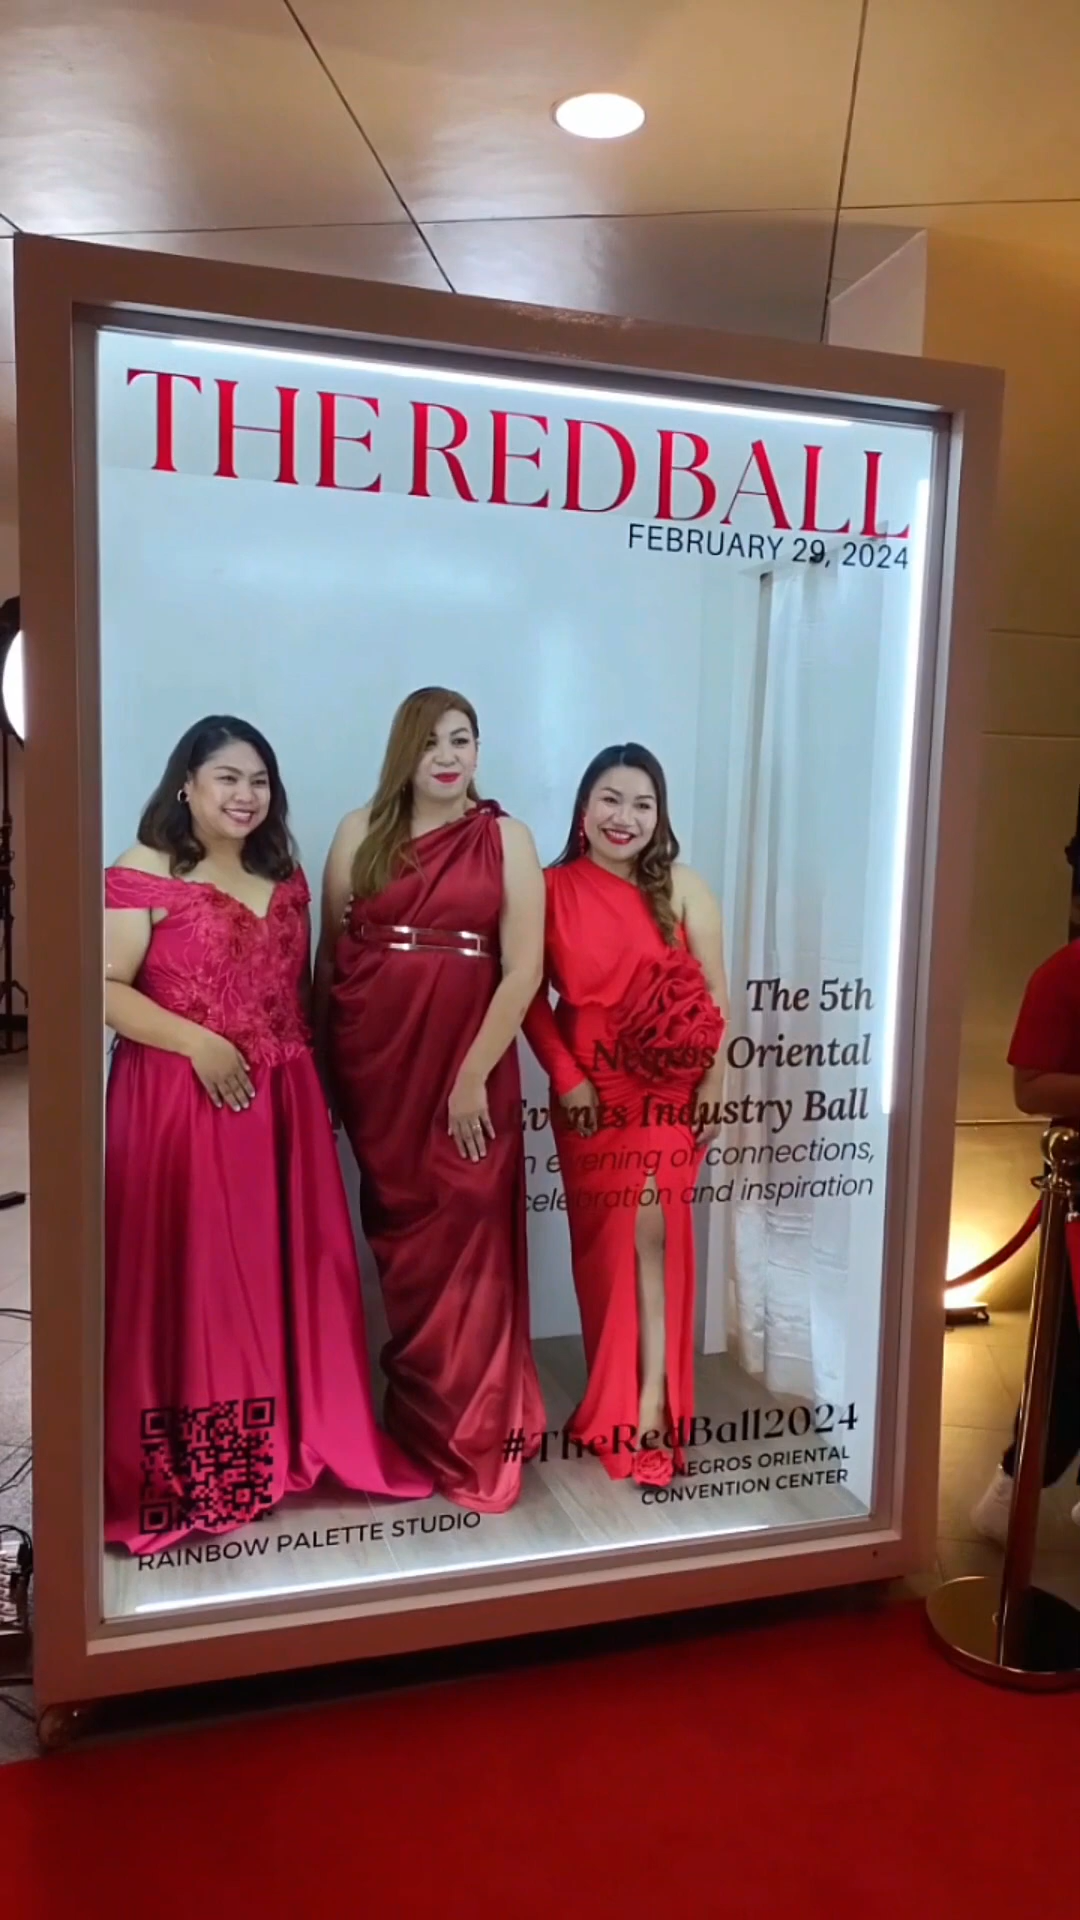 THE RED BALL
FEBRUARY 29, 2024
The 5th
Negros Oriental
Events Industry Ball
evening of connections,
celebration and inspiration
#TheRedBall2024
NEGROS ORIENTAL
CONVENTION CENTER
RAINBOW PALETTE STUDIO